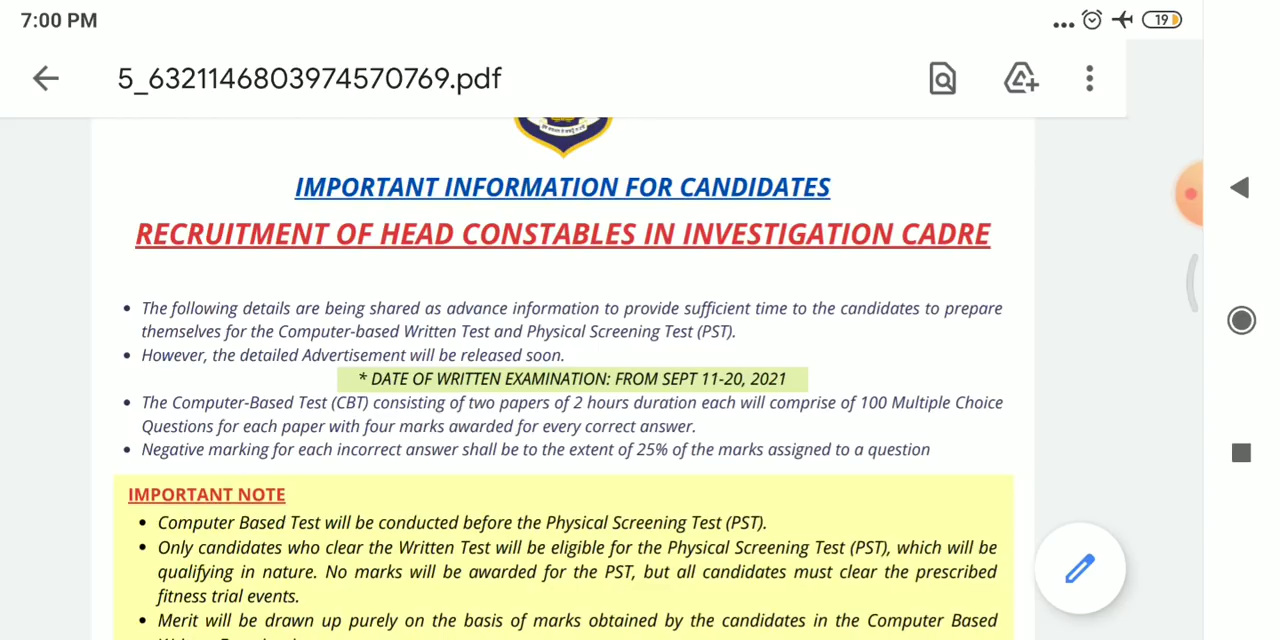 7:00 PM
19
5_6321146803974570769.pdf
IMPORTANT INFORMATION FOR CANDIDATES
RECRUITMENT OF HEAD CONSTABLES IN INVESTIGATION CADRE
• The following details are being shared as advance information to provide sufficient time to the candidates to prepare
themselves for the Computer-based Written Test and Physical Screening Test (PST).
• However, the detailed Advertisement will be released soon.
* DATE OF WRITTEN EXAMINATION: FROM SEPT 11-20, 2021
• The Computer-Based Test (CBT) consisting of two papers of 2 hours duration each will comprise of 100 Multiple Choice
Questions for each paper with four marks awarded for every correct answer.
• Negative marking for each incorrect answer shall be to the extent of 25% of the marks assigned to a question
IMPORTANT NOTE
• Computer Based Test will be conducted before the Physical Screening Test (PST).
• Only candidates who clear the Written Test will be eligible for the Physical Screening Test (PST), which will be
qualifying in nature. No marks will be awarded for the PST, but all candidates must clear the prescribed
fitness trial events.
• Merit will be drawn up purely on the basis of marks obtained by the candidates in the Computer Based